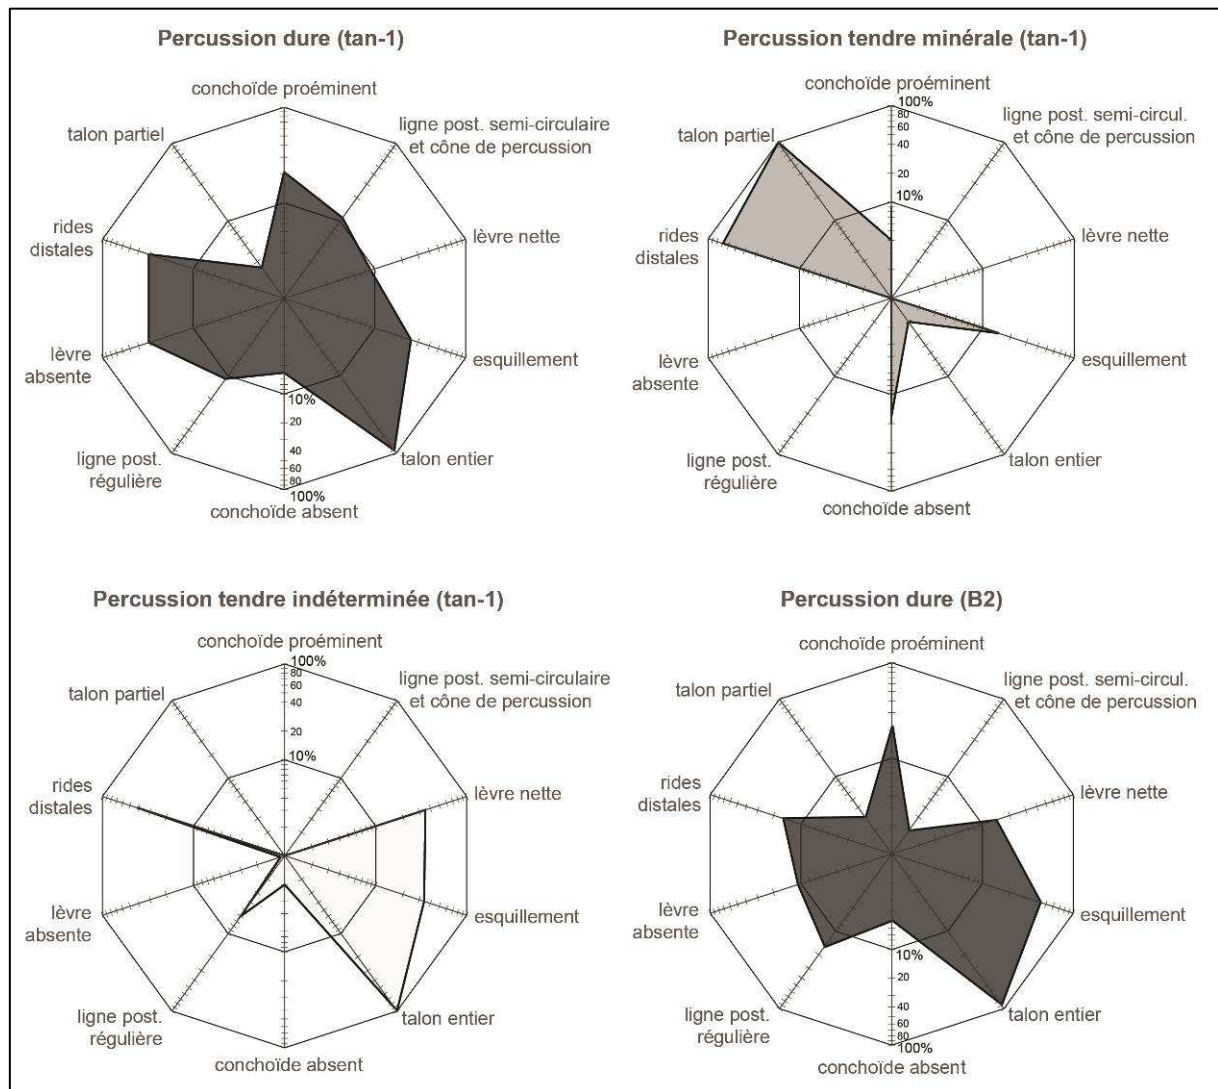 Percussion dure (tan-1)
conchoïde proéminent
ligne post. semi-circulaire
et cône de percussion
talon partiel
rides
distales
lèvre nette
lèvre
absente
esquillement
10%
20
40
60
80
100%
ligne post.
régulière
talon entier
conchoïde absent
Percussion tendre minérale (tan-1)
conchoïde proéminent
100%
80
60
40
20
10%
ligne post. semi-circul.
et cône de percussion
talon partiel
rides
distales
lèvre nette
lèvre
absente
esquillement
ligne post.
régulière
talon entier
conchoïde absent
Percussion tendre indéterminée (tan-1)
conchoïde proéminent
100%
80
60
40
20
10%
ligne post. semi-circulaire
et cône de percussion
talon partiel
rides
distales
lèvre nette
lèvre
absente
esquillement
ligne post.
régulière
talon entier
conchoïde absent
Percussion dure (B2)
conchoïde proéminent
ligne post. semi-circul.
et cône de percussion
talon partiel
rides
distales
lèvre nette
lèvre
absente
esquillement
10%
20
40
60
80
100%
ligne post.
régulière
talon entier
conchoïde absent